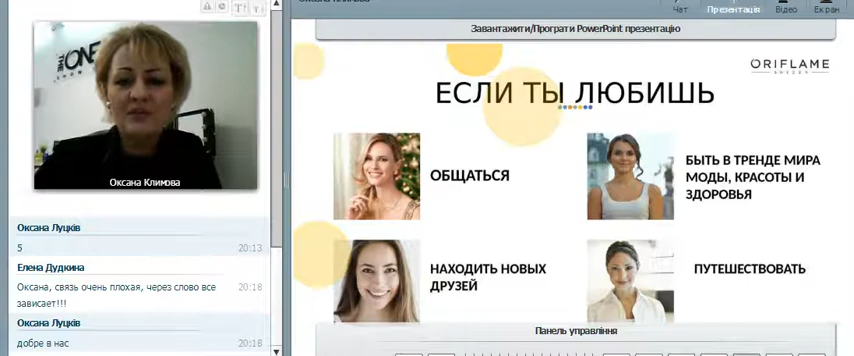 Чат
Презентація
Відео
Екран
Завантажити/Програти PowerPoint презентацію
THE ONE
Оксана Климова
Оксана Луцків
5
20:13
Елена Дудкина
Оксана, связь очень плохая, через слово все
20:18
зависает!!!
Оксана Луцків
добре в нас
20:18
ORIFLAME
SWEDEN
ЕСЛИ ТЫ ЛЮБИШЬ
ОБЩАТЬСЯ
БЫТЬ В ТРЕНДЕ МИРА
МОДЫ, КРАСОТЫ И
ЗДОРОВЬЯ
НАХОДИТЬ НОВЫХ
ДРУЗЕЙ
ПУТЕШЕСТВОВАТЬ
Панель управління